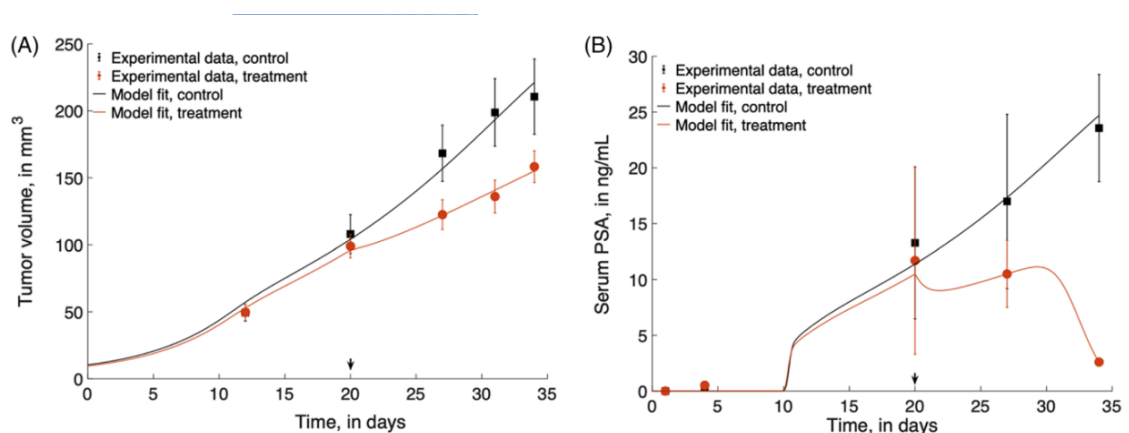 (A)
250
200
150
100
50
0
Tumor volume, in mm³
Experimental data, control
Experimental data, treatment
Model fit, control
Model fit, treatment
0 5 10 15 20 25 30 35
Time, in days
(B)
30
25
20
15
10
5
0
Serum PSA, in ng/mL
Experimental data, control
Experimental data, treatment
Model fit, control
Model fit, treatment
0 5 10 15 20 25 30 35
Time, in days